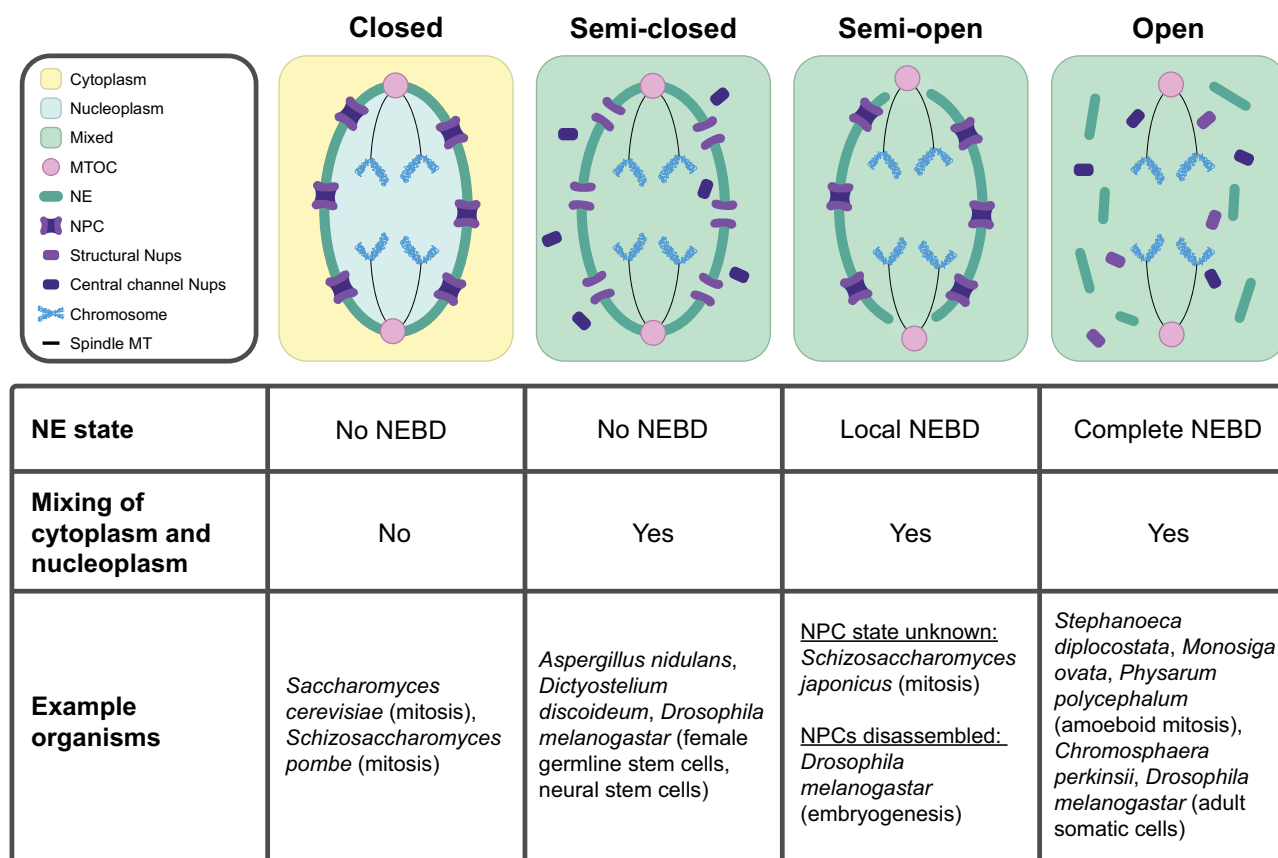 Closed
Semi-closed
Semi-open
Open
Cytoplasm
Nucleoplasm
Mixed
MTOC
NE
NPC
Structural Nups
Central channel Nups
Chromosome
Spindle MT
NE state
No NEBD
No NEBD
Local NEBD
Complete NEBD
Mixing of
cytoplasm and
nucleoplasm
No
Yes
Yes
Yes
Example
organisms
Saccharomyces
cerevisiae (mitosis),
Schizosaccharomyces
pombe (mitosis)
Aspergillus nidulans,
Dictyostelium
discoideum, Drosophila
melanogastar (female
germline stem cells,
neural stem cells)
NPC state unknown:
Schizosaccharomyces
japonicus (mitosis)
NPCs disassembled:
Drosophila
melanogastar
(embryogenesis)
Stephanoeca
diplocostata, Monosiga
ovata, Physarum
polycephalum
(amoeboid mitosis),
Chromosphaera
perkinsii, Drosophila
melanogastar (adult
somatic cells)